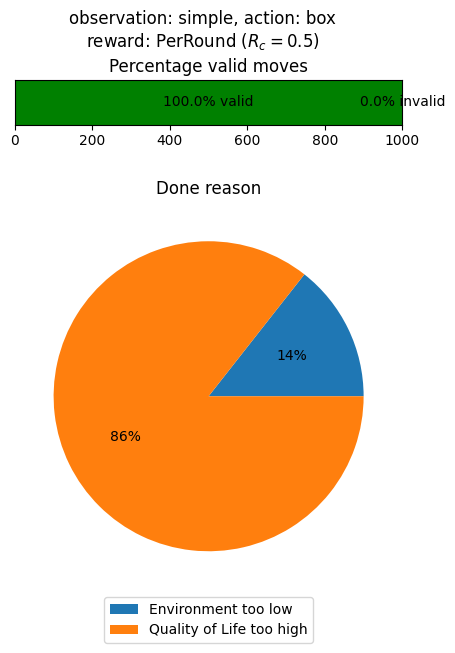 observation: simple, action: box
reward: PerRound ($R_c = 0.5$)
Percentage valid moves
100.0% valid
0.0% invalid
0 200 400 600 800 1000
Done reason
14%
86%
Environment too low
Quality of Life too high